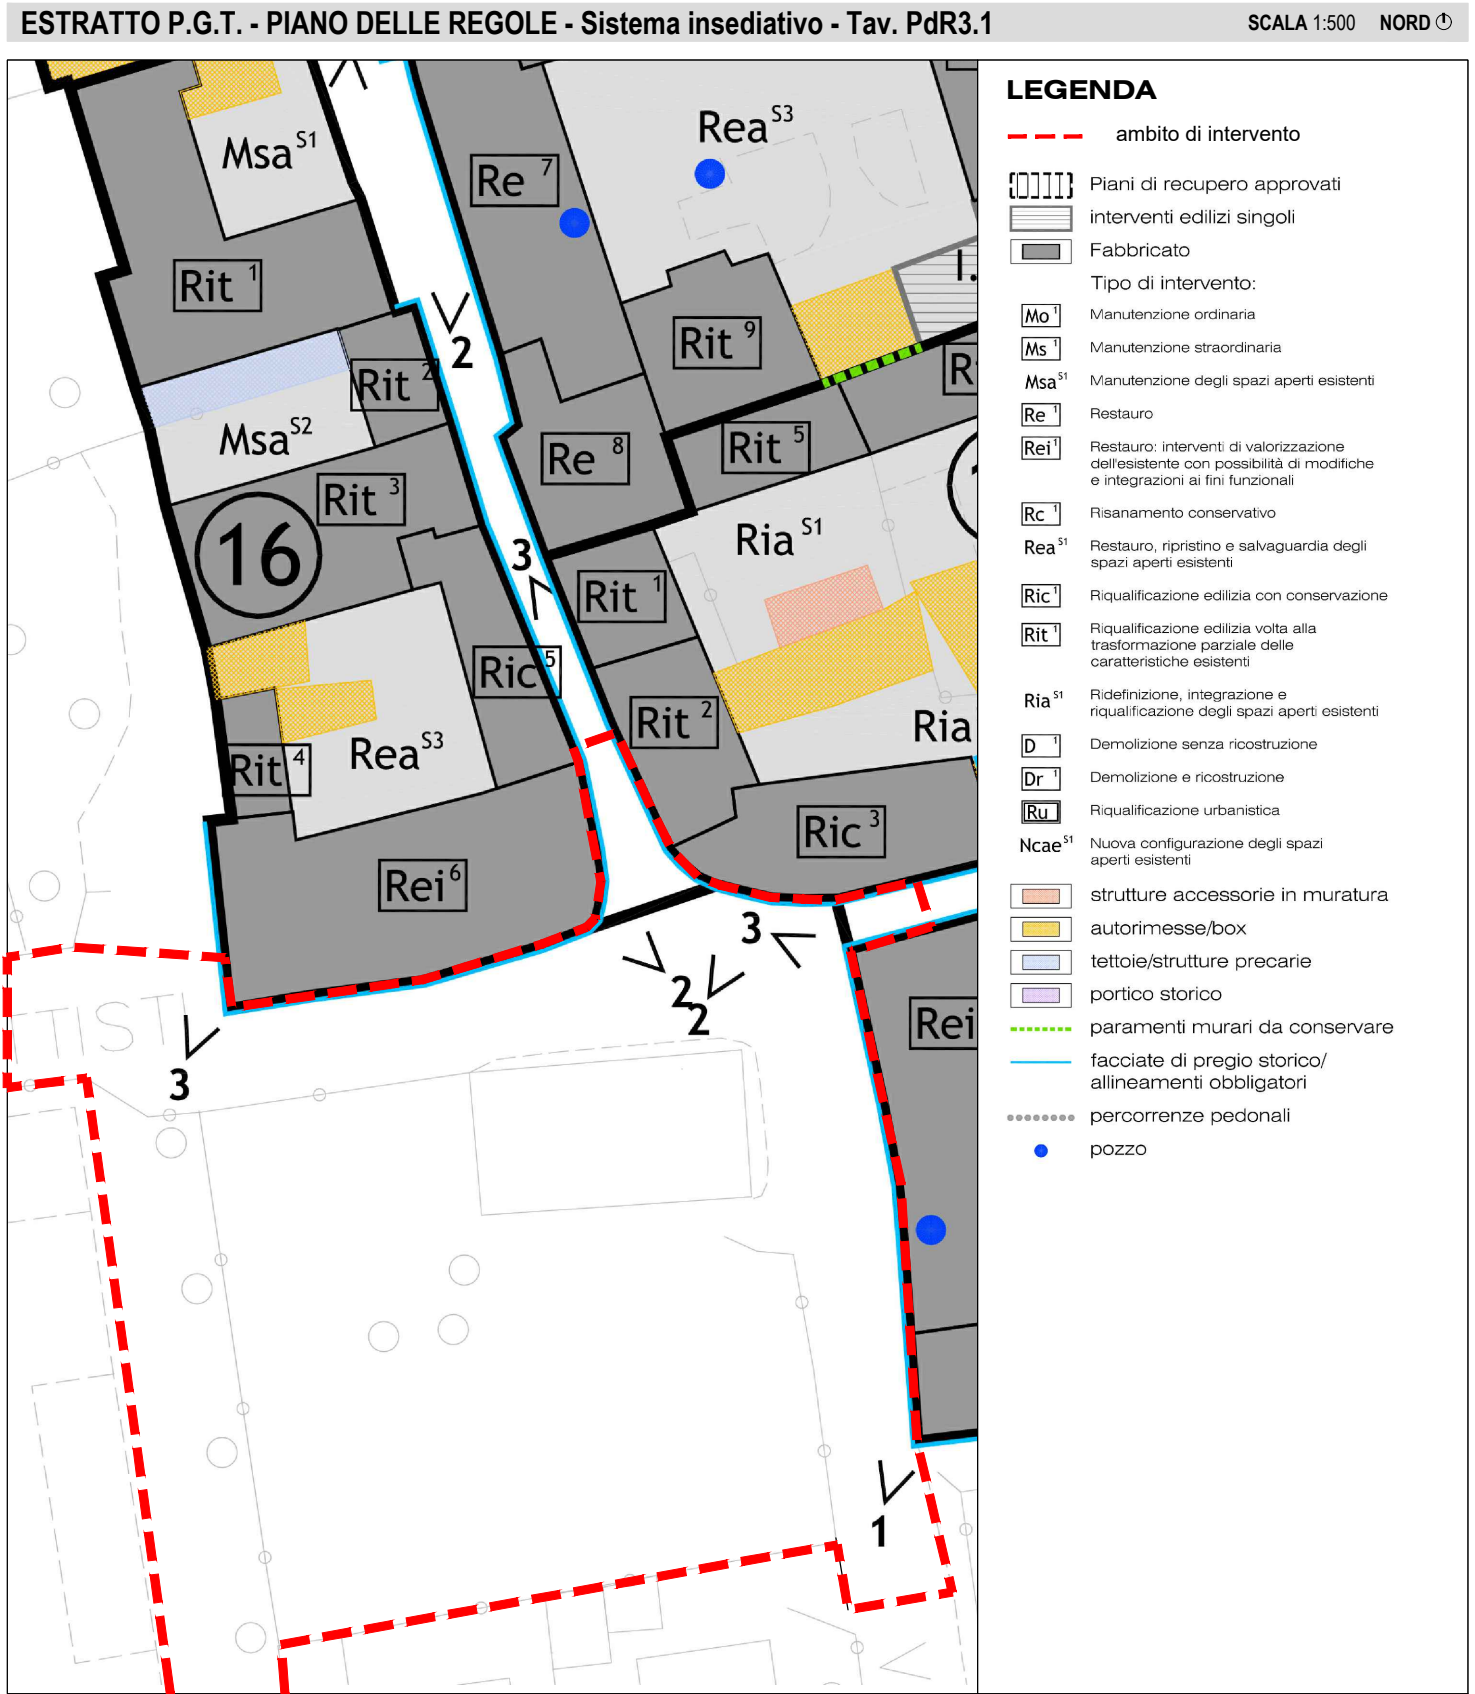 ESTRATTO P.G.T. - PIANO DELLE REGOLE - Sistema insediativo - Tav. PdR3.1
SCALA 1:500 NORD
Msa S1
Rea S3
Re 7
Rit 1
2
Rit 9
I.
Rit 2
Msa S2
Re 8
Rit 5
Rit 3
16
3
Ria S1
Rit 1
Ric 5
Rit 2
Ria
Rea S3
Rit 4
Ric 3
Rei 6
3
2
2
Rei
TIST
3
1
LEGENDA
ambito di intervento
Piani di recupero approvati
interventi edilizi singoli
Fabbricato
Tipo di intervento:
Mo 1 Manutenzione ordinaria
Ms 1 Manutenzione straordinaria
Msa S1 Manutenzione degli spazi aperti esistenti
Re 1 Restauro
Rei 1 Restauro: interventi di valorizzazione
dell'esistente con possibilità di modifiche
e integrazioni ai fini funzionali
Rc 1 Risanamento conservativo
Rea S1 Restauro, ripristino e salvaguardia degli
spazi aperti esistenti
Ric 1 Riqualificazione edilizia con conservazione
Rit 1 Riqualificazione edilizia volta alla
trasformazione parziale delle
caratteristiche esistenti
Ria S1 Ridefinizione, integrazione e
riqualificazione degli spazi aperti esistenti
D 1 Demolizione senza ricostruzione
Dr 1 Demolizione e ricostruzione
Ru Riqualificazione urbanistica
Ncae S1 Nuova configurazione degli spazi
aperti esistenti
strutture accessorie in muratura
autorimesse/box
tettoie/strutture precarie
portico storico
paramenti murari da conservare
facciate di pregio storico/
allineamenti obbligatori
percorrenze pedonali
pozzo